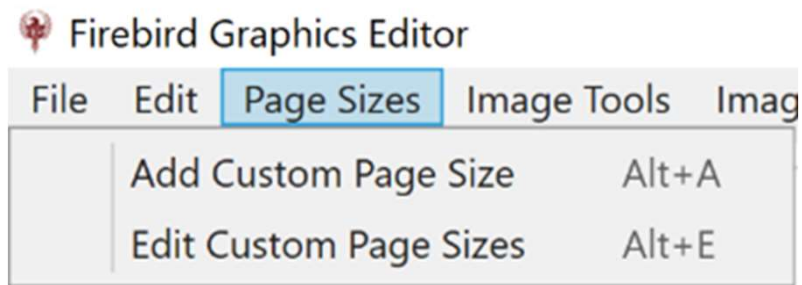 Firebird Graphics Editor
File Edit Page Sizes Image Tools
Add Custom Page Size Alt+A
Edit Custom Page Sizes Alt+E